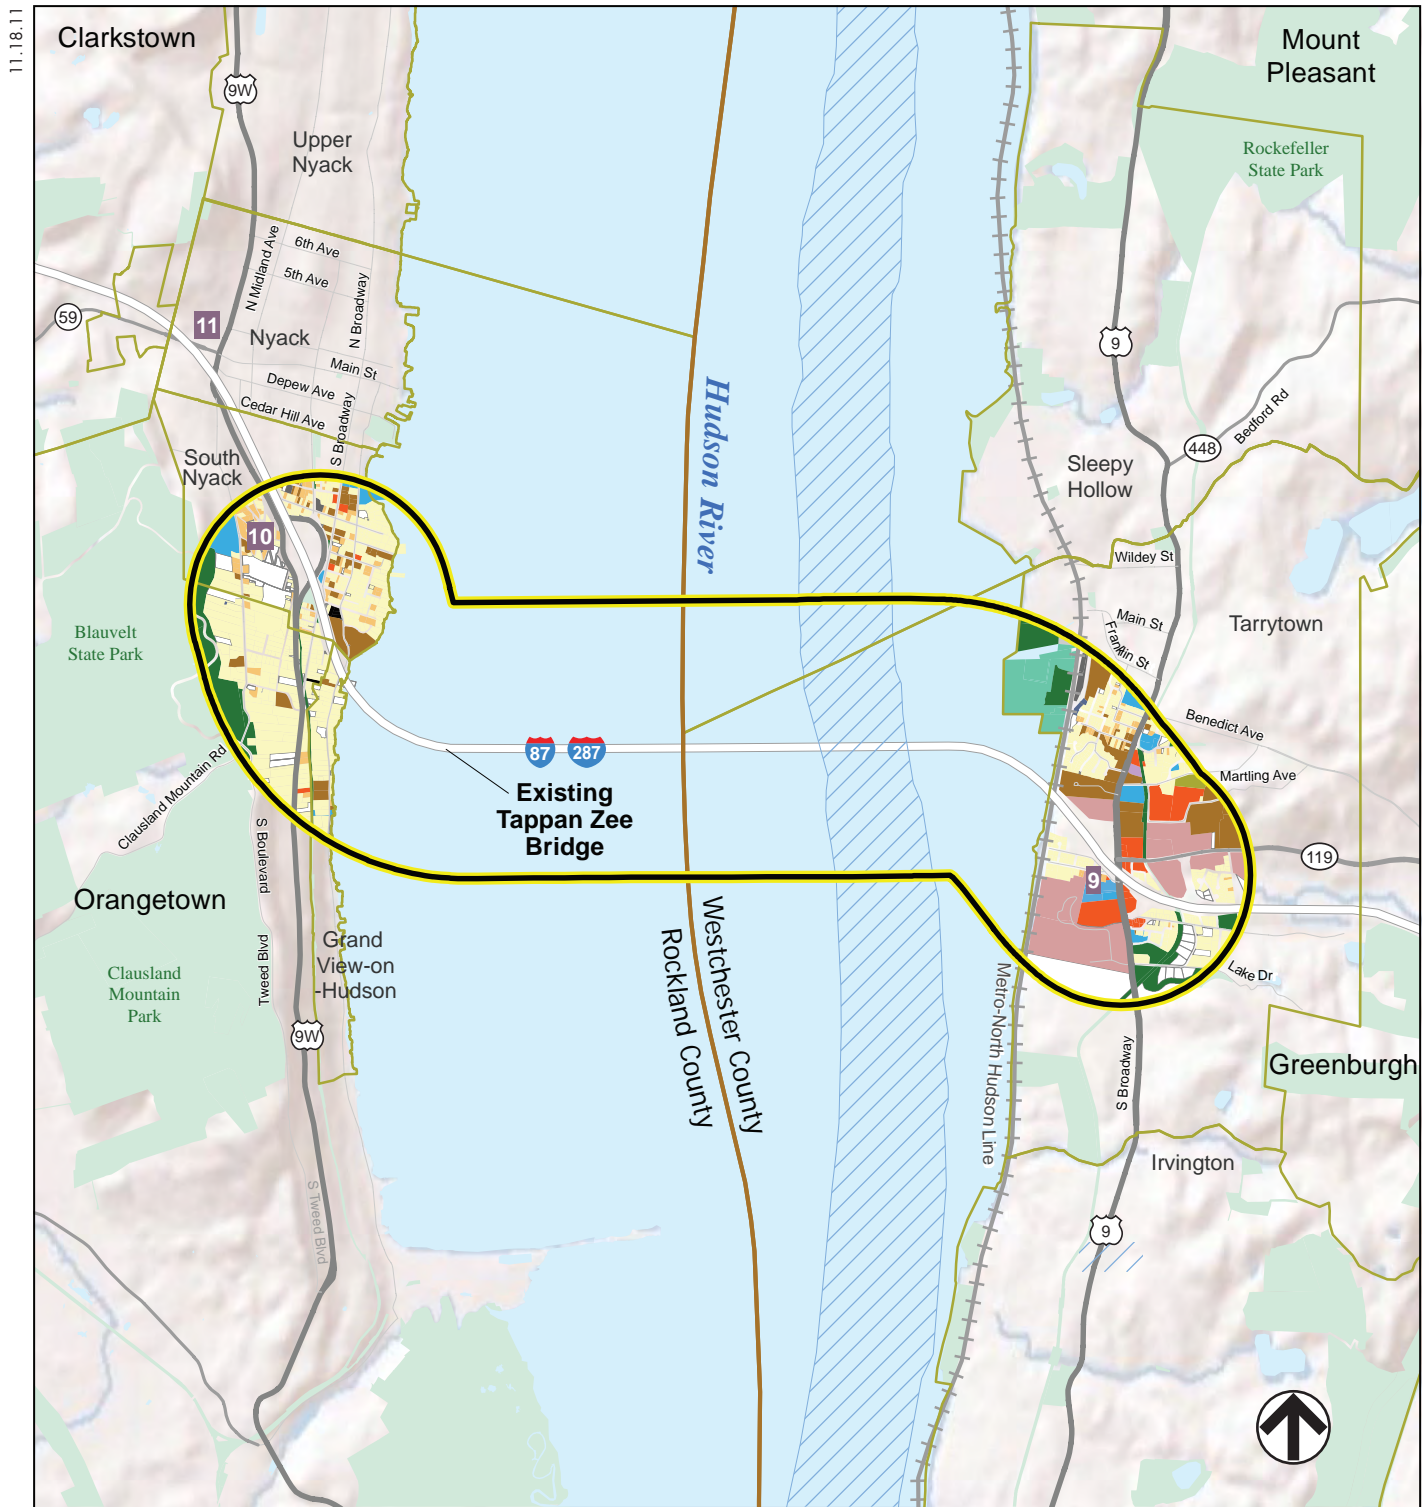 11.18.11
Clarkstown
Mount
Pleasant
9W
Upper
Nyack
Rockefeller
State Park
6th Ave
5th Ave
N Midland Ave
N Broadway
59
11
Nyack
9
Main St
Depew Ave
Cedar Hill Ave
S Broadway
Hudson River
Bedford Rd
448
South
Nyack
Sleepy
Hollow
10
Wildey St
Blauvelt
State Park
Main St
Franklin St
Tarrytown
Benedict Ave
87
287
Martling Ave
Clausland Mountain Rd
Existing
Tappan Zee
Bridge
S Boulevard
119
9
Orangetown
Westchester County
Rockland County
Grand
View-on
-Hudson
Tweed Blvd
Clausland
Mountain
Park
Lake Dr
Metro-North Hudson Line
9W
S Broadway
Greenburgh
Irvington
S Tweed Blvd
9